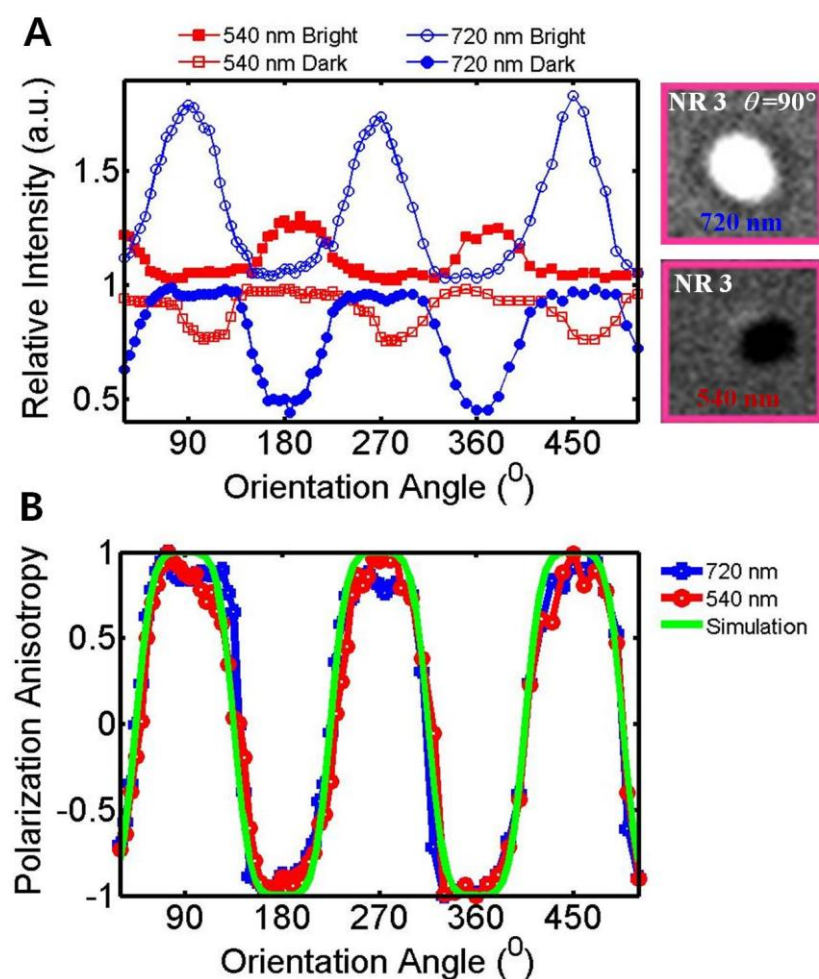 A
540 nm Bright 720 nm Bright
540 nm Dark 720 nm Dark
Relative Intensity (a.u.)
1.5
1
0.5
90 180 270 360 450
Orientation Angle (⁰)
NR 3 θ=90°
720 nm
NR 3
540 nm
B
Polarization Anisotropy
1
0.5
0
-0.5
-1
90 180 270 360 450
Orientation Angle (⁰)
720 nm
540 nm
Simulation